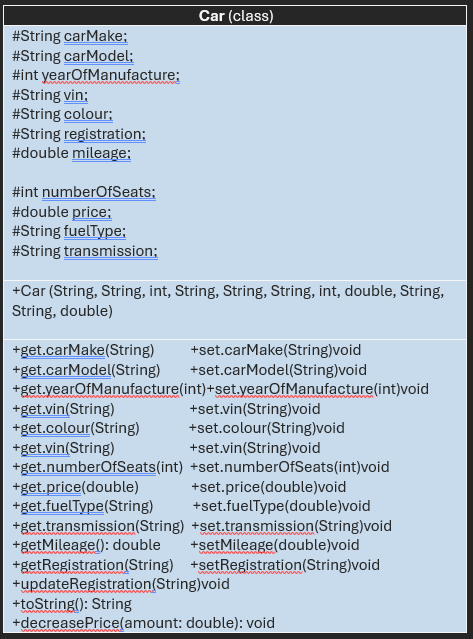 Car (class)
#String carMake;
#String carModel;
#int yearOfManufacture;
#String vin;
#String colour;
#String registration;
#double mileage;
#int numberOfSeats;
#double price;
#String fuelType;
#String transmission;
+Car (String, String, int, String, String, String, int, double, String,
String, double)
+get.carMake(String) +set.carMake(String)void
+get.carModel(String) +set.carModel(String)void
+get.yearOfManufacture(int)+set.yearOfManufacture(int)void
+get.vin(String) +set.vin(String)void
+get.colour(String) +set.colour(String)void
+get.vin(String) +set.vin(String)void
+get.numberOfSeats(int) +set.numberOfSeats(int)void
+get.price(double) +set.price(double)void
+get.fuelType(String) +set.fuelType(double)void
+get.transmission(String) +set.transmission(String)void
+getMileage(): double +setMileage(double)void
+getRegistration(String) +setRegistration(String)void
+updateRegistration(String)void
+toString(): String
+decreasePrice(amount: double): void